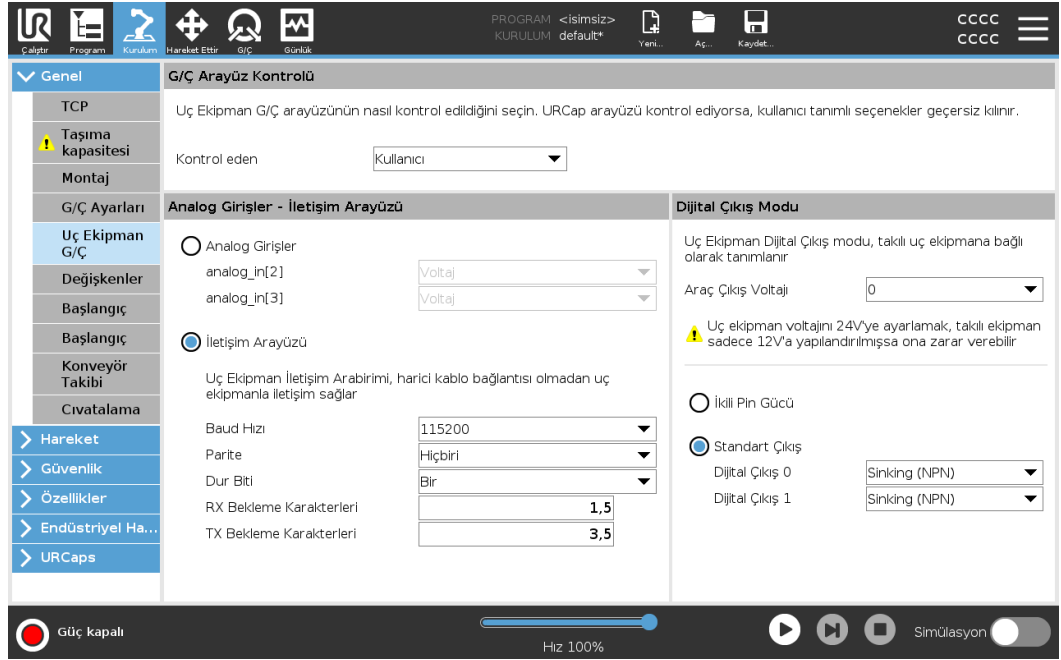 UR
PROGRAM <isimsiz>
KURULUM default*
CCCC
CCCC
Çalıştır Program Kurulum Hareket Ettir G/Ç Günlük Yeni... Aç... Kaydet...
Genel
TCP
Taşıma
kapasitesi
Montaj
G/Ç Ayarları
Uç Ekipman
G/Ç
Değişkenler
Başlangıç
Başlangıç
Konveyör
Takibi
Cıvatalama
Hareket
Güvenlik
Özellikler
Endüstriyel Ha...
URCaps
G/Ç Arayüz Kontrolü
Uç Ekipman G/Ç arayüzünün nasıl kontrol edildiğini seçin. URCap arayüzü kontrol ediyorsa, kullanıcı tanımlı seçenekler geçersiz kılınır.
Kontrol eden Kullanıcı
Analog Girişler - İletişim Arayüzü
Analog Girişler
analog_in[2] Voltaj
analog_in[3] Voltaj
İletişim Arayüzü
Uç Ekipman İletişim Arabirimi, harici kablo bağlantısı olmadan uç
ekipmanla iletişim sağlar
Baud Hızı 115200
Parite Hiçbiri
Dur Biti Bir
RX Bekleme Karakterleri 1,5
TX Bekleme Karakterleri 3,5
Dijital Çıkış Modu
Uç Ekipman Dijital Çıkış modu, takılı uç ekipmana bağlı
olarak tanımlanır
Araç Çıkış Voltajı 0
Uç ekipman voltajını 24V'ye ayarlamak, takılı ekipman
sadece 12V'a yapılandırılmışsa ona zarar verebilir
İkili Pin Gücü
Standart Çıkış
Dijital Çıkış 0 Sinking (NPN)
Dijital Çıkış 1 Sinking (NPN)
Güç kapalı
Hız 100%
Simülasyon